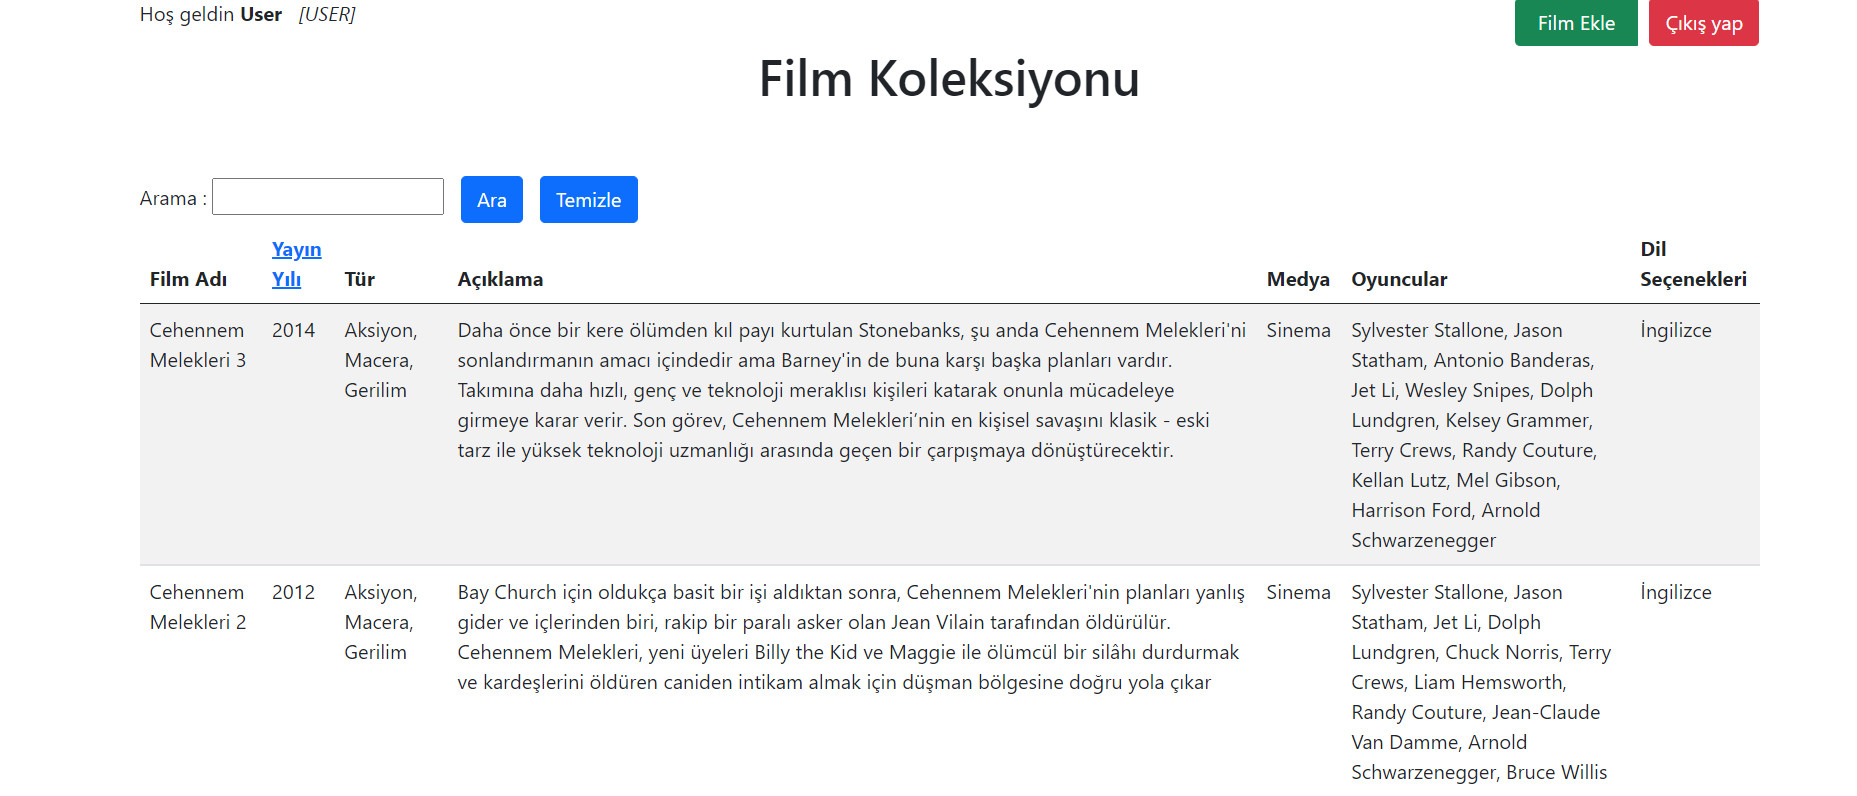 Hoş geldin User [USER]
Film Ekle
Çıkış yap
Film Koleksiyonu
Arama :
Ara
Temizle
Film Adı
Yayın
Yılı
Tür
Açıklama
Medya
Oyuncular
Dil
Seçenekleri
Cehennem
Melekleri 3
2014
Aksiyon,
Macera,
Gerilim
Daha önce bir kere ölümden kıl payı kurtulan Stonebanks, şu anda Cehennem Melekleri'ni
sonlandırmanın amacı içindedir ama Barney'in de buna karşı başka planları vardır.
Takımına daha hızlı, genç ve teknoloji meraklısı kişileri katarak onunla mücadeleye
girmeye karar verir. Son görev, Cehennem Melekleri’nin en kişisel savaşını klasik - eski
tarz ile yüksek teknoloji uzmanlığı arasında geçen bir çarpışmaya dönüştürecektir.
Sinema
Sylvester Stallone, Jason
Statham, Antonio Banderas,
Jet Li, Wesley Snipes, Dolph
Lundgren, Kelsey Grammer,
Terry Crews, Randy Couture,
Kellan Lutz, Mel Gibson,
Harrison Ford, Arnold
Schwarzenegger
İngilizce
Cehennem
Melekleri 2
2012
Aksiyon,
Macera,
Gerilim
Bay Church için oldukça basit bir işi aldıktan sonra, Cehennem Melekleri'nin planları yanlış
gider ve içlerinden biri, rakip bir paralı asker olan Jean Vilain tarafından öldürülür.
Cehennem Melekleri, yeni üyeleri Billy the Kid ve Maggie ile ölümcül bir silâhı durdurmak
ve kardeşlerini öldüren caniden intikam almak için düşman bölgesine doğru yola çıkar
Sinema
Sylvester Stallone, Jason
Statham, Jet Li, Dolph
Lundgren, Chuck Norris, Terry
Crews, Liam Hemsworth,
Randy Couture, Jean-Claude
Van Damme, Arnold
Schwarzenegger, Bruce Willis
İngilizce